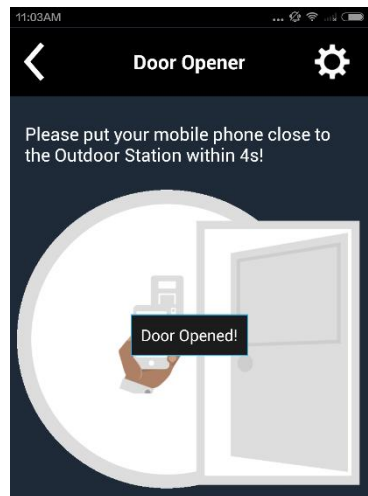 11:03AM
...
Door Opener
Please put your mobile phone close to
the Outdoor Station within 4s!
Door Opened!